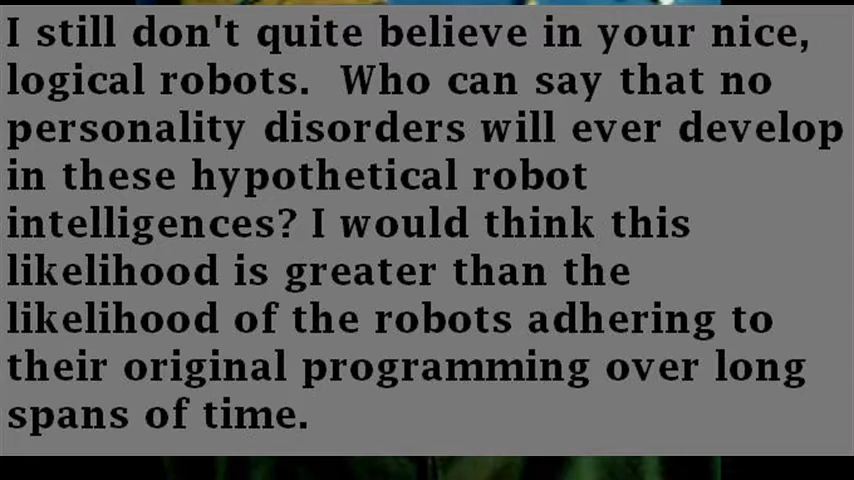 I still don't quite believe in your nice,
logical robots.  Who can say that no
personality disorders will ever develop
in these hypothetical robot
intelligences? I would think this
likelihood is greater than the
likelihood of the robots adhering to
their original programming over long
spans of time.